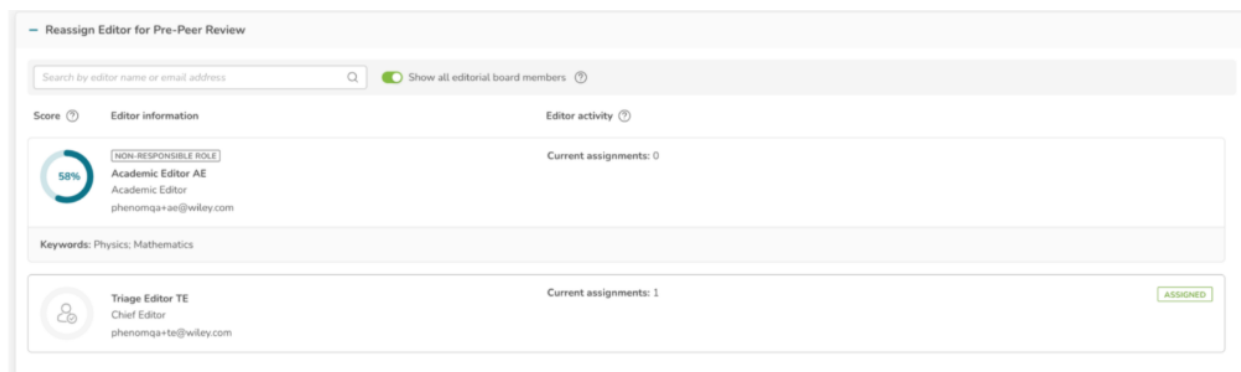 – Reassign Editor for Pre-Peer Review
Search by editor name or email address
Show all editorial board members ?
Score ? Editor information Editor activity ?
58%
NON-RESPONSIBLE ROLE
Current assignments: 0
Academic Editor AE
Academic Editor
phenomqa+ae@wiley.com
Keywords: Physics; Mathematics
Triage Editor TE
Current assignments: 1
ASSIGNED
Chief Editor
phenomqa+te@wiley.com